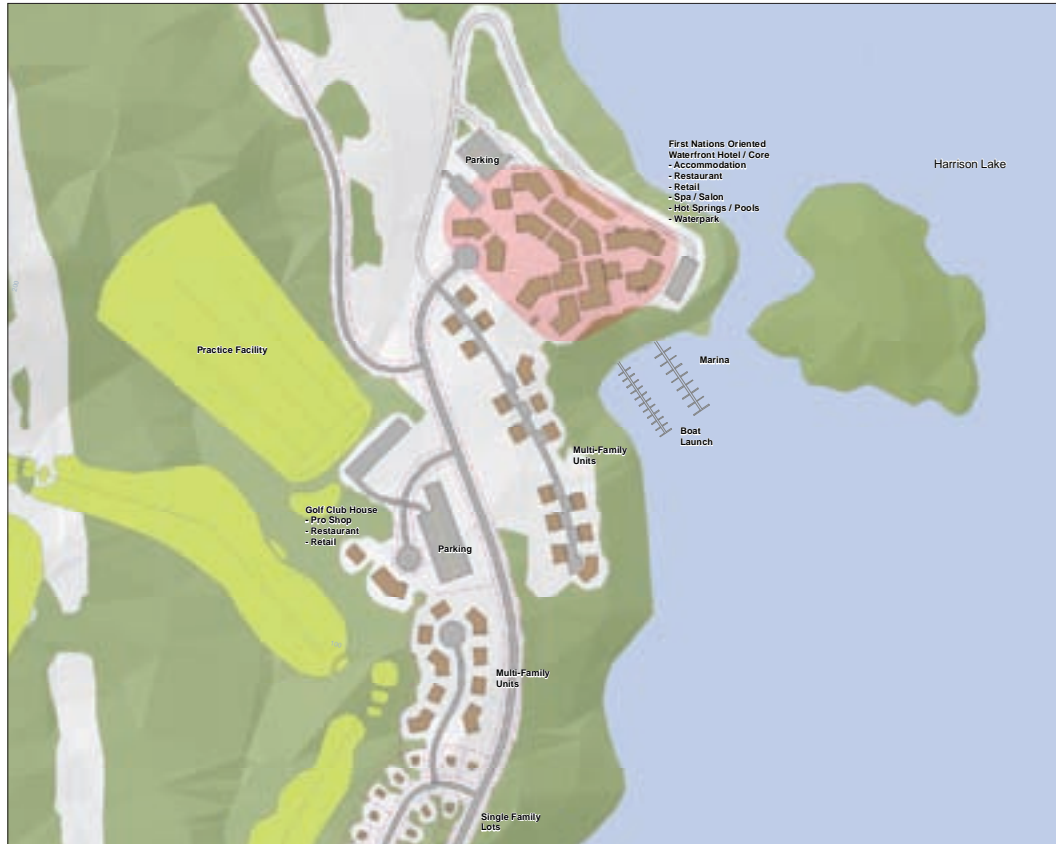 First Nations Oriented
Waterfront Hotel / Core
- Accommodation
- Restaurant
- Retail
- Spa / Salon
- Hot Springs / Pools
- Waterpark
Harrison Lake
Parking
Practice Facility
Marina
Boat
Launch
Multi-Family
Units
Golf Club House
- Pro Shop
- Restaurant
- Retail
Parking
Multi-Family
Units
Single Family
Lots